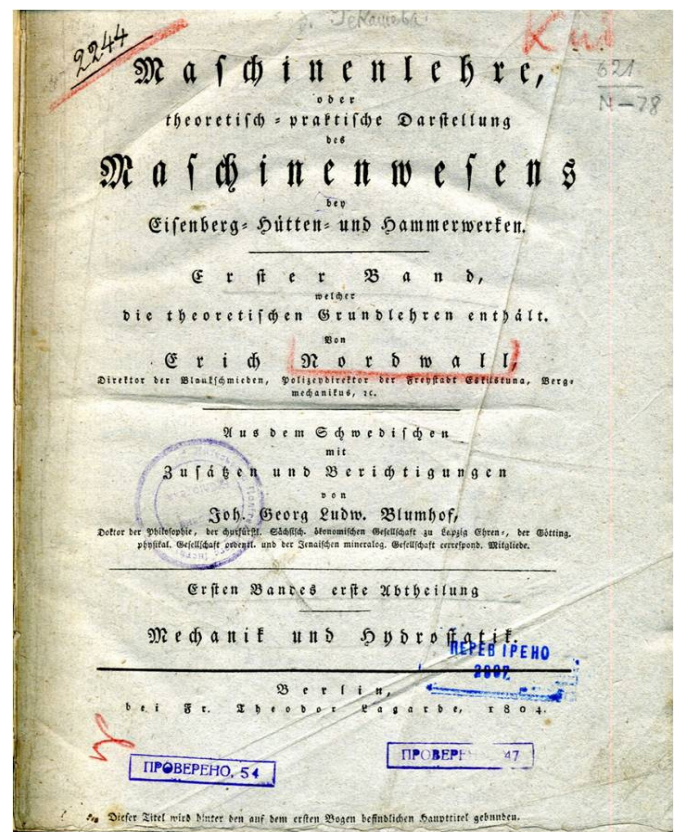 2244
621
N-78
Maschinenlehre,
oder
theoretisch-praktische Darstellung
des
Maschinenwesens
bey
Eisenberg- Hütten- und Hammerwerken.
Erster Band,
welcher
die theoretischen Grundlehren enthält.
Von
Erich Nordwall,
Direktor der Blankschmieden, Polizeydirektor der Freystadt Eskilstuna, Berg-
mechanikus, ꝛc.
Aus dem Schwedischen
mit
Zusätzen und Berichtigungen
von
Joh. Georg Ludw. Blumhof,
Doktor der Philosophie, der churfürstl. Sächsisch. ökonomischen Gesellschaft zu Leipzig Ehren-, der Götting.
physikal. Gesellschaft ordentl. und der Jenaischen mineralog. Gesellschaft correspond. Mitgliede.
Ersten Bandes erste Abtheilung
Mechanik und Hydrostatik.
ПЕРЕВІРЕНО
2007
Berlin,
bei Fr. Theodor Lagarde, 1804.
ПРОВЕРЕНО, 54
47
Dieser Titel wird hinter den auf dem ersten Bogen befindlichen Haupttitel gebunden.